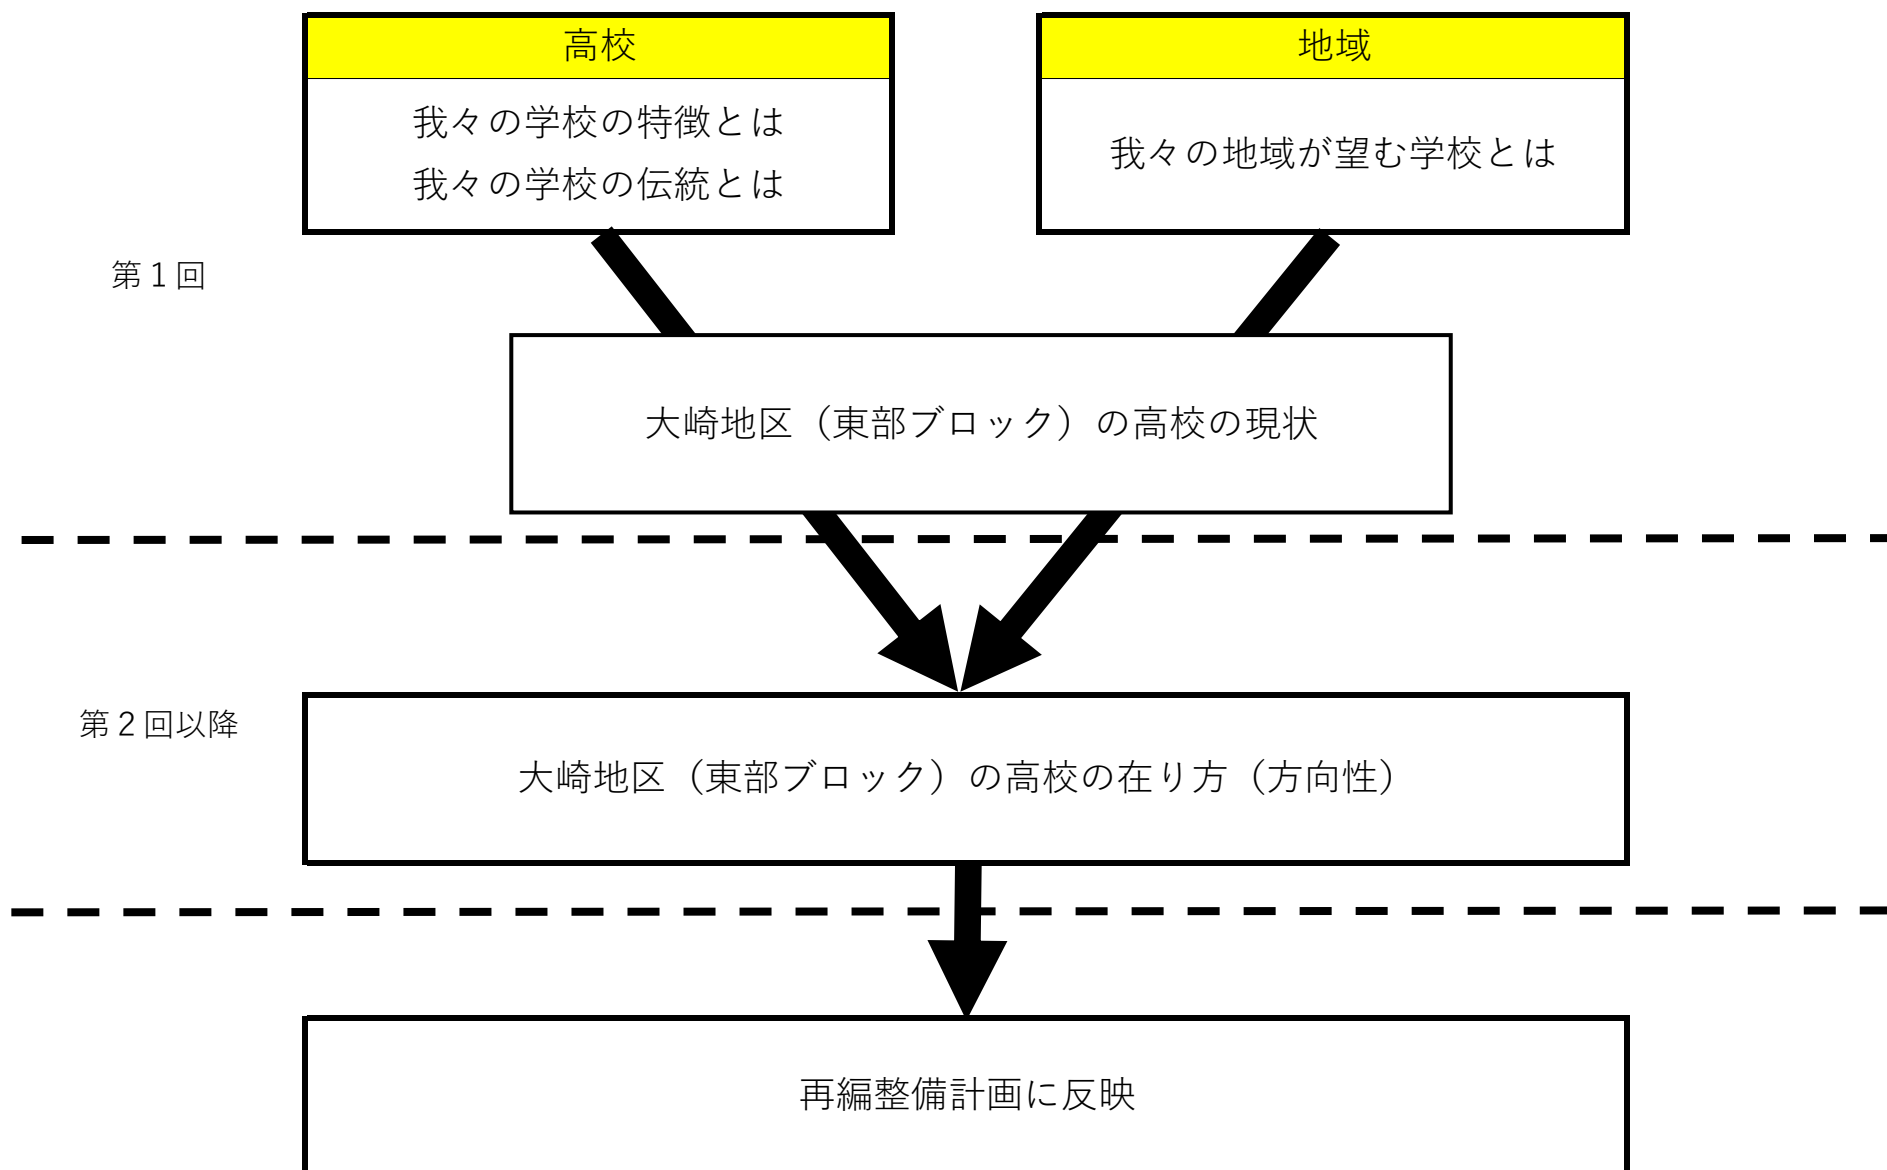 高校
我々の学校の特徴とは
我々の学校の伝統とは
地域
我々の地域が望む学校とは
第１回
大崎地区（東部ブロック）の高校の現状
第２回以降
大崎地区（東部ブロック）の高校の在り方（方向性）
再編整備計画に反映